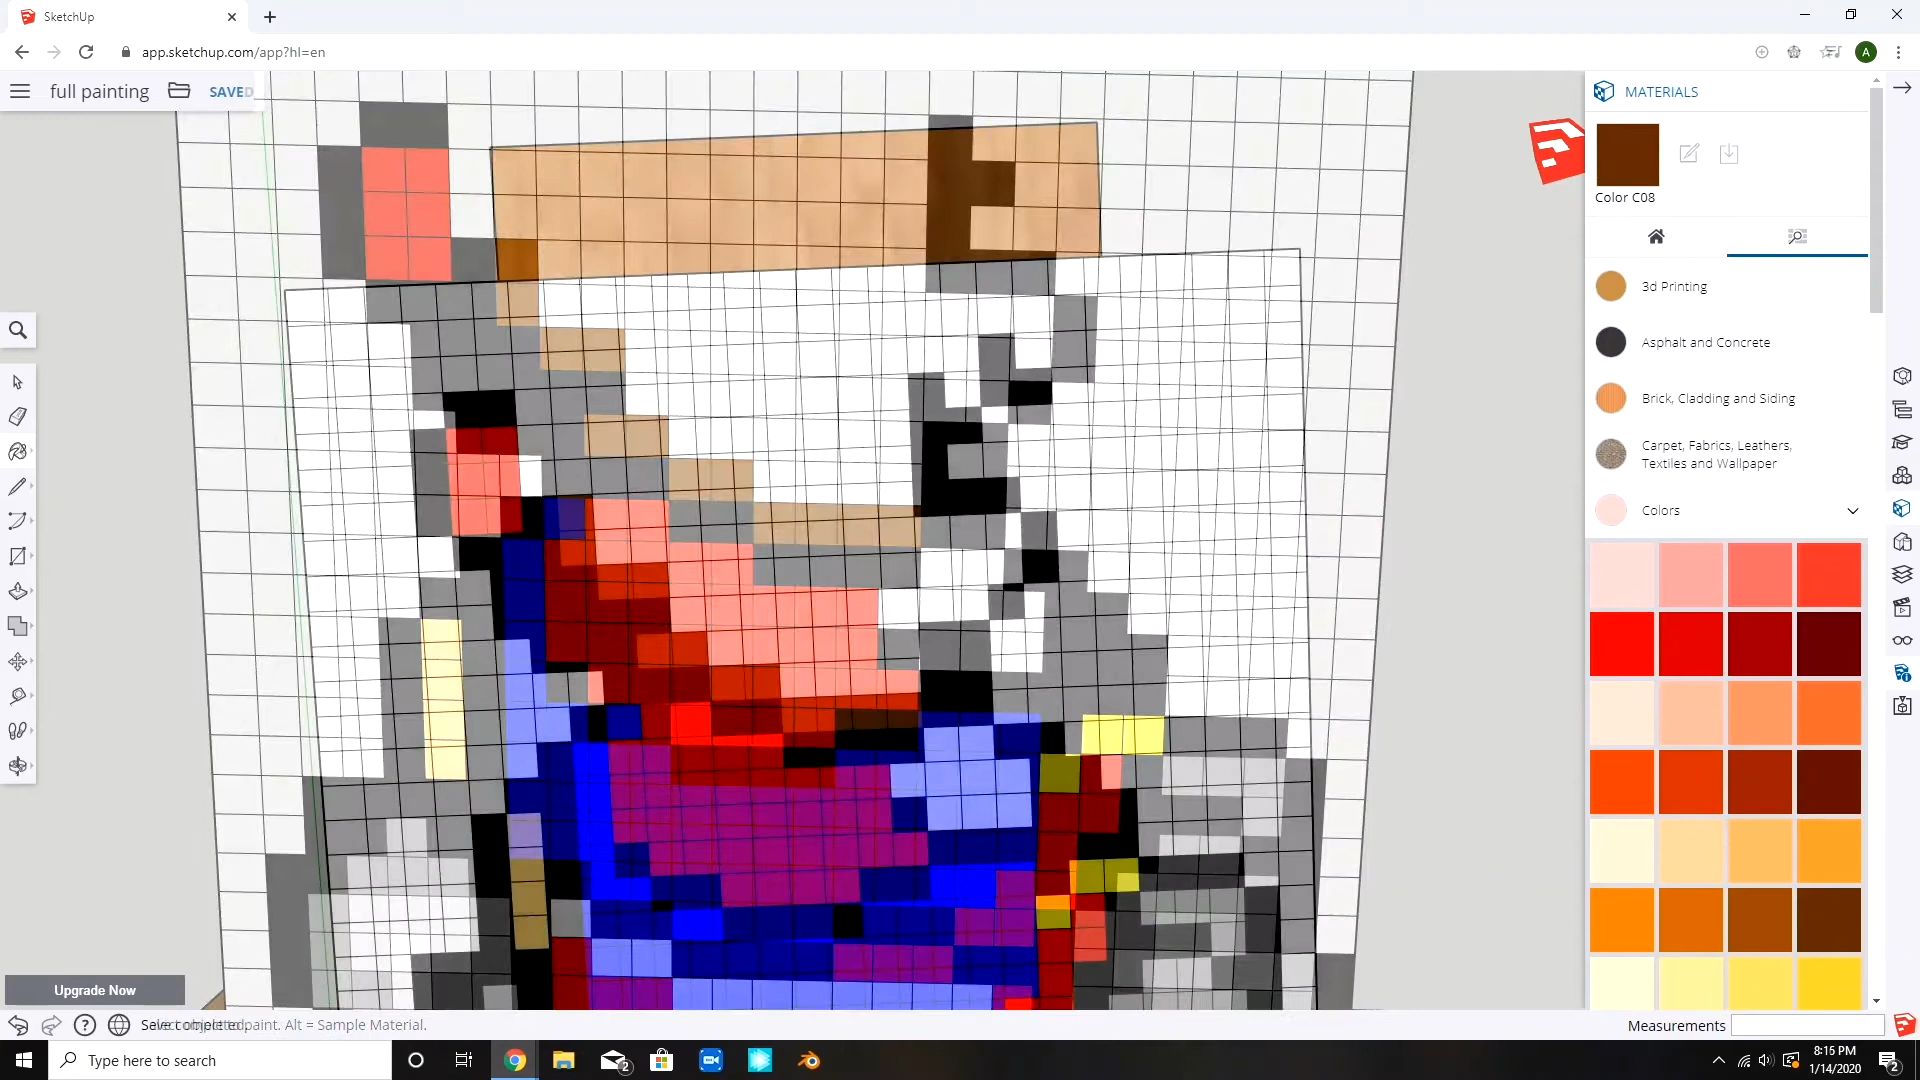 SketchUp
app.sketchup.com/app?hl=en
A
full painting
SAVED
MATERIALS
Color C08
3d Printing
Asphalt and Concrete
Brick, Cladding and Siding
Carpet, Fabrics, Leathers,
Textiles and Wallpaper
Colors
Upgrade Now
paint. Alt = Sample Material.
Measurements
Type here to search
2
8:15 PM
1/14/2020
2